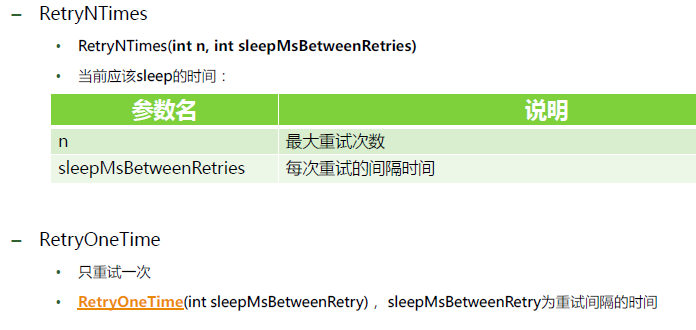 – RetryNTimes
• RetryNTimes(int n, int sleepMsBetweenRetries)
• 当前应该sleep的时间：
参数名 说明
n 最大重试次数
sleepMsBetweenRetries 每次重试的间隔时间
– RetryOneTime
• 只重试一次
• RetryOneTime(int sleepMsBetweenRetry) ，sleepMsBetweenRetry为重试间隔的时间